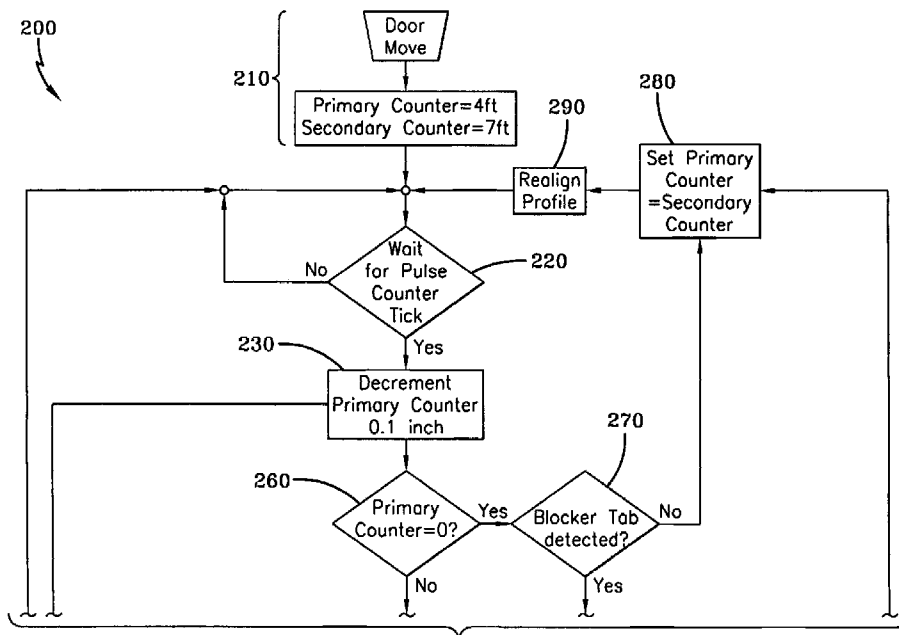 200
210
Door
Move
Primary Counter=4ft
Secondary Counter=7ft
280
290
Set Primary
Counter
=Secondary
Counter
Realign
Profile
Wait
for Pulse
Counter
Tick
220
No
Yes
230
Decrement
Primary Counter
0.1 inch
270
260
Primary
Counter=0?
Yes
Blocker Tab
detected?
No
No
Yes